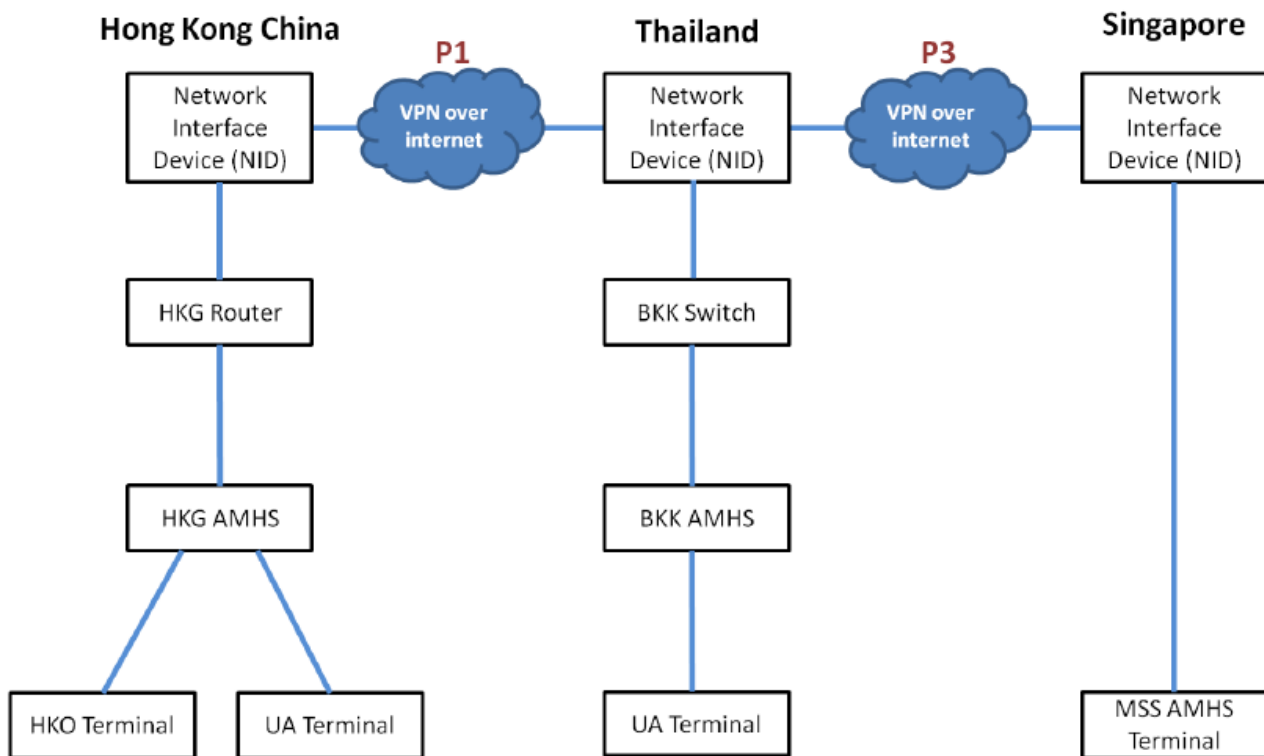 Hong Kong China
Thailand
Singapore
P1
P3
Network
Interface
Device (NID)
VPN over
internet
Network
Interface
Device (NID)
VPN over
internet
Network
Interface
Device (NID)
HKG Router
BKK Switch
HKG AMHS
BKK AMHS
HKO Terminal
UA Terminal
UA Terminal
MSS AMHS
Terminal